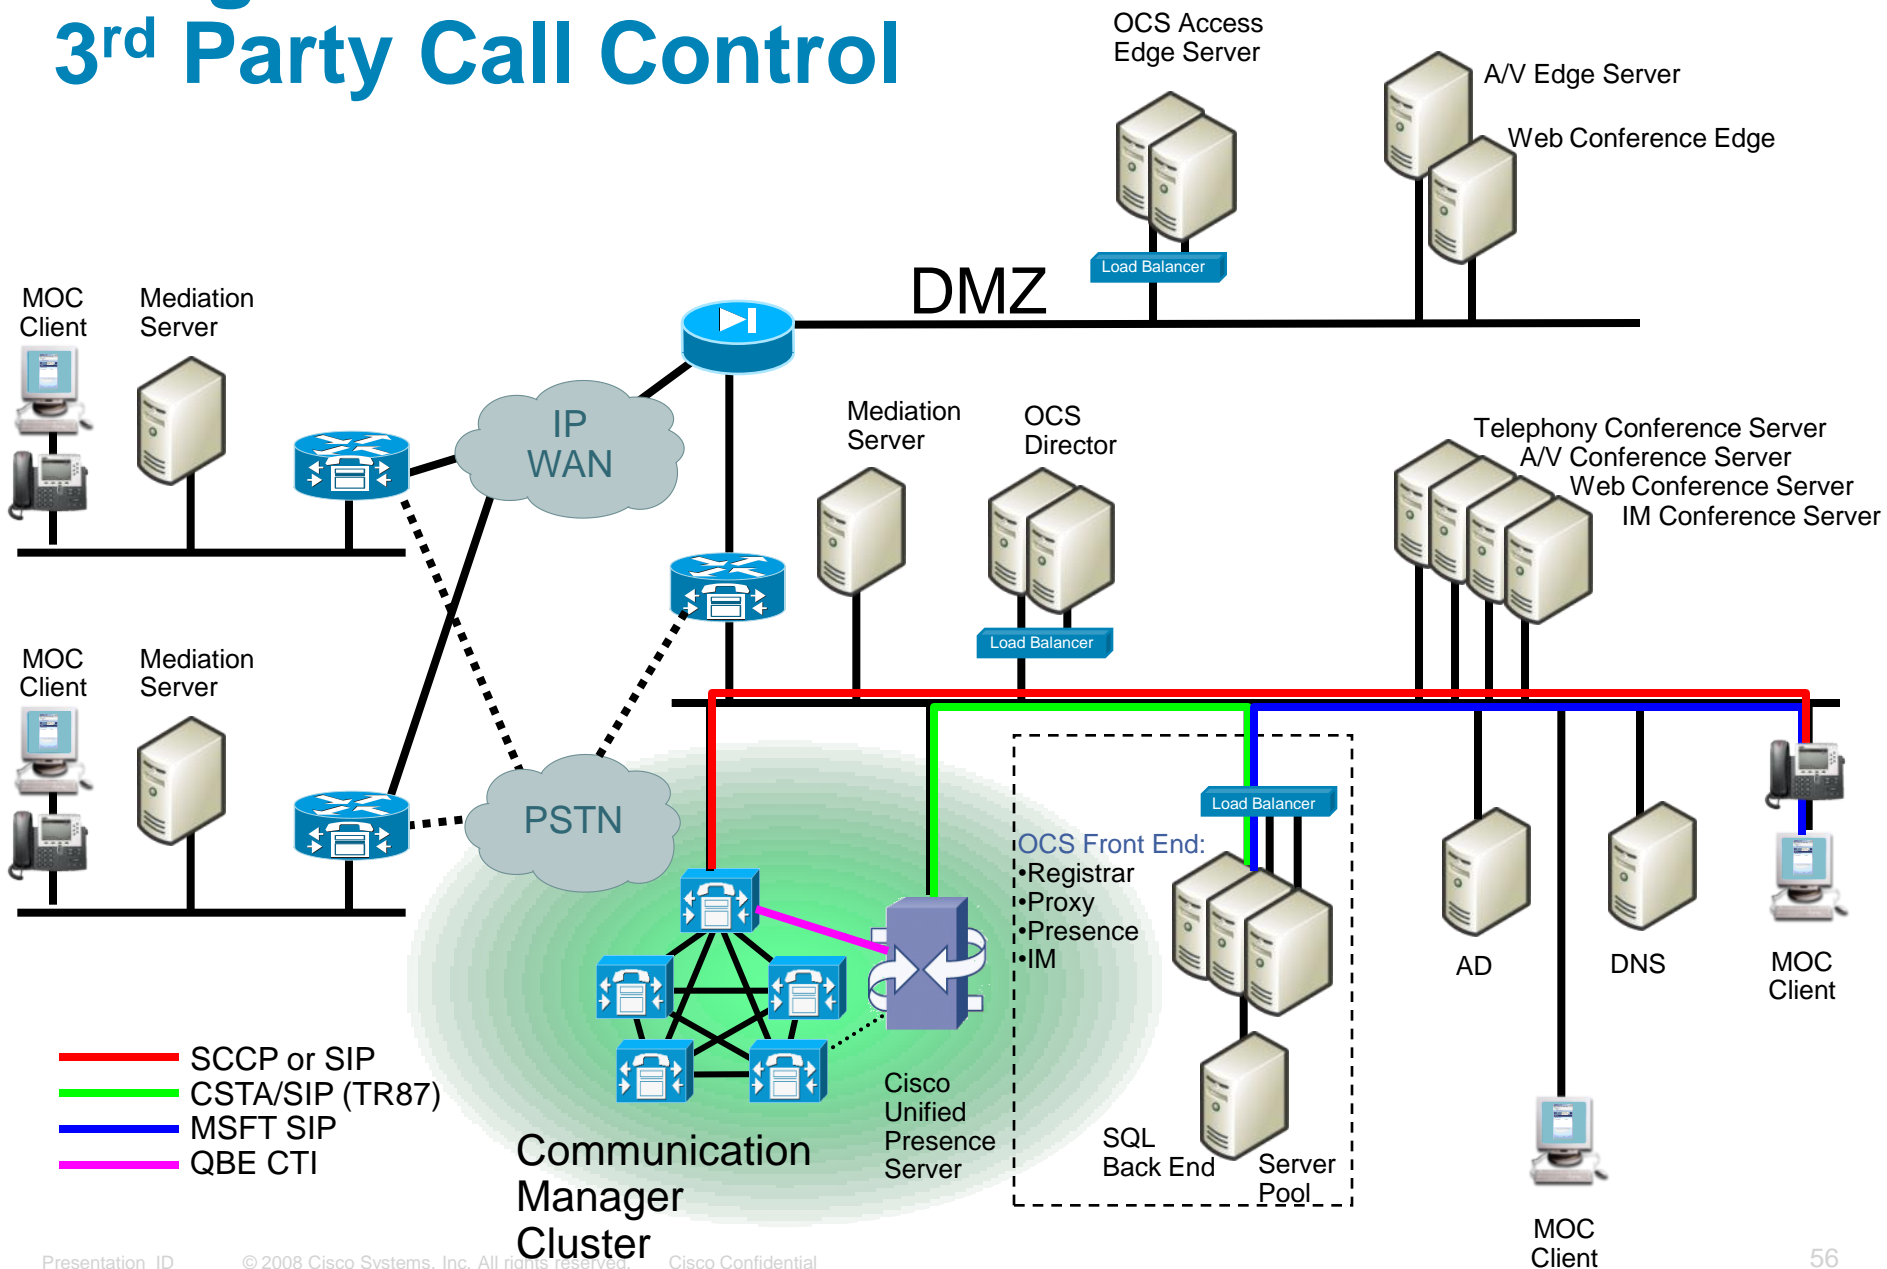 3rd Party Call Control
OCS Access
Edge Server
A/V Edge Server
Web Conference Edge
Load Balancer
DMZ
MOC
Client
Mediation
Server
IP
WAN
Mediation
Server
OCS
Director
Telephony Conference Server
A/V Conference Server
Web Conference Server
IM Conference Server
Load Balancer
MOC
Client
Mediation
Server
PSTN
Load Balancer
OCS Front End:
•Registrar
•Proxy
•Presence
•IM
AD
DNS
MOC
Client
SCCP or SIP
CSTA/SIP (TR87)
MSFT SIP
QBE CTI
Communication
Manager
Cluster
Cisco
Unified
Presence
Server
SQL
Back End
Server
Pool
MOC
Client
Presentation_ID
© 2008 Cisco Systems, Inc. All rights reserved.
Cisco Confidential
56